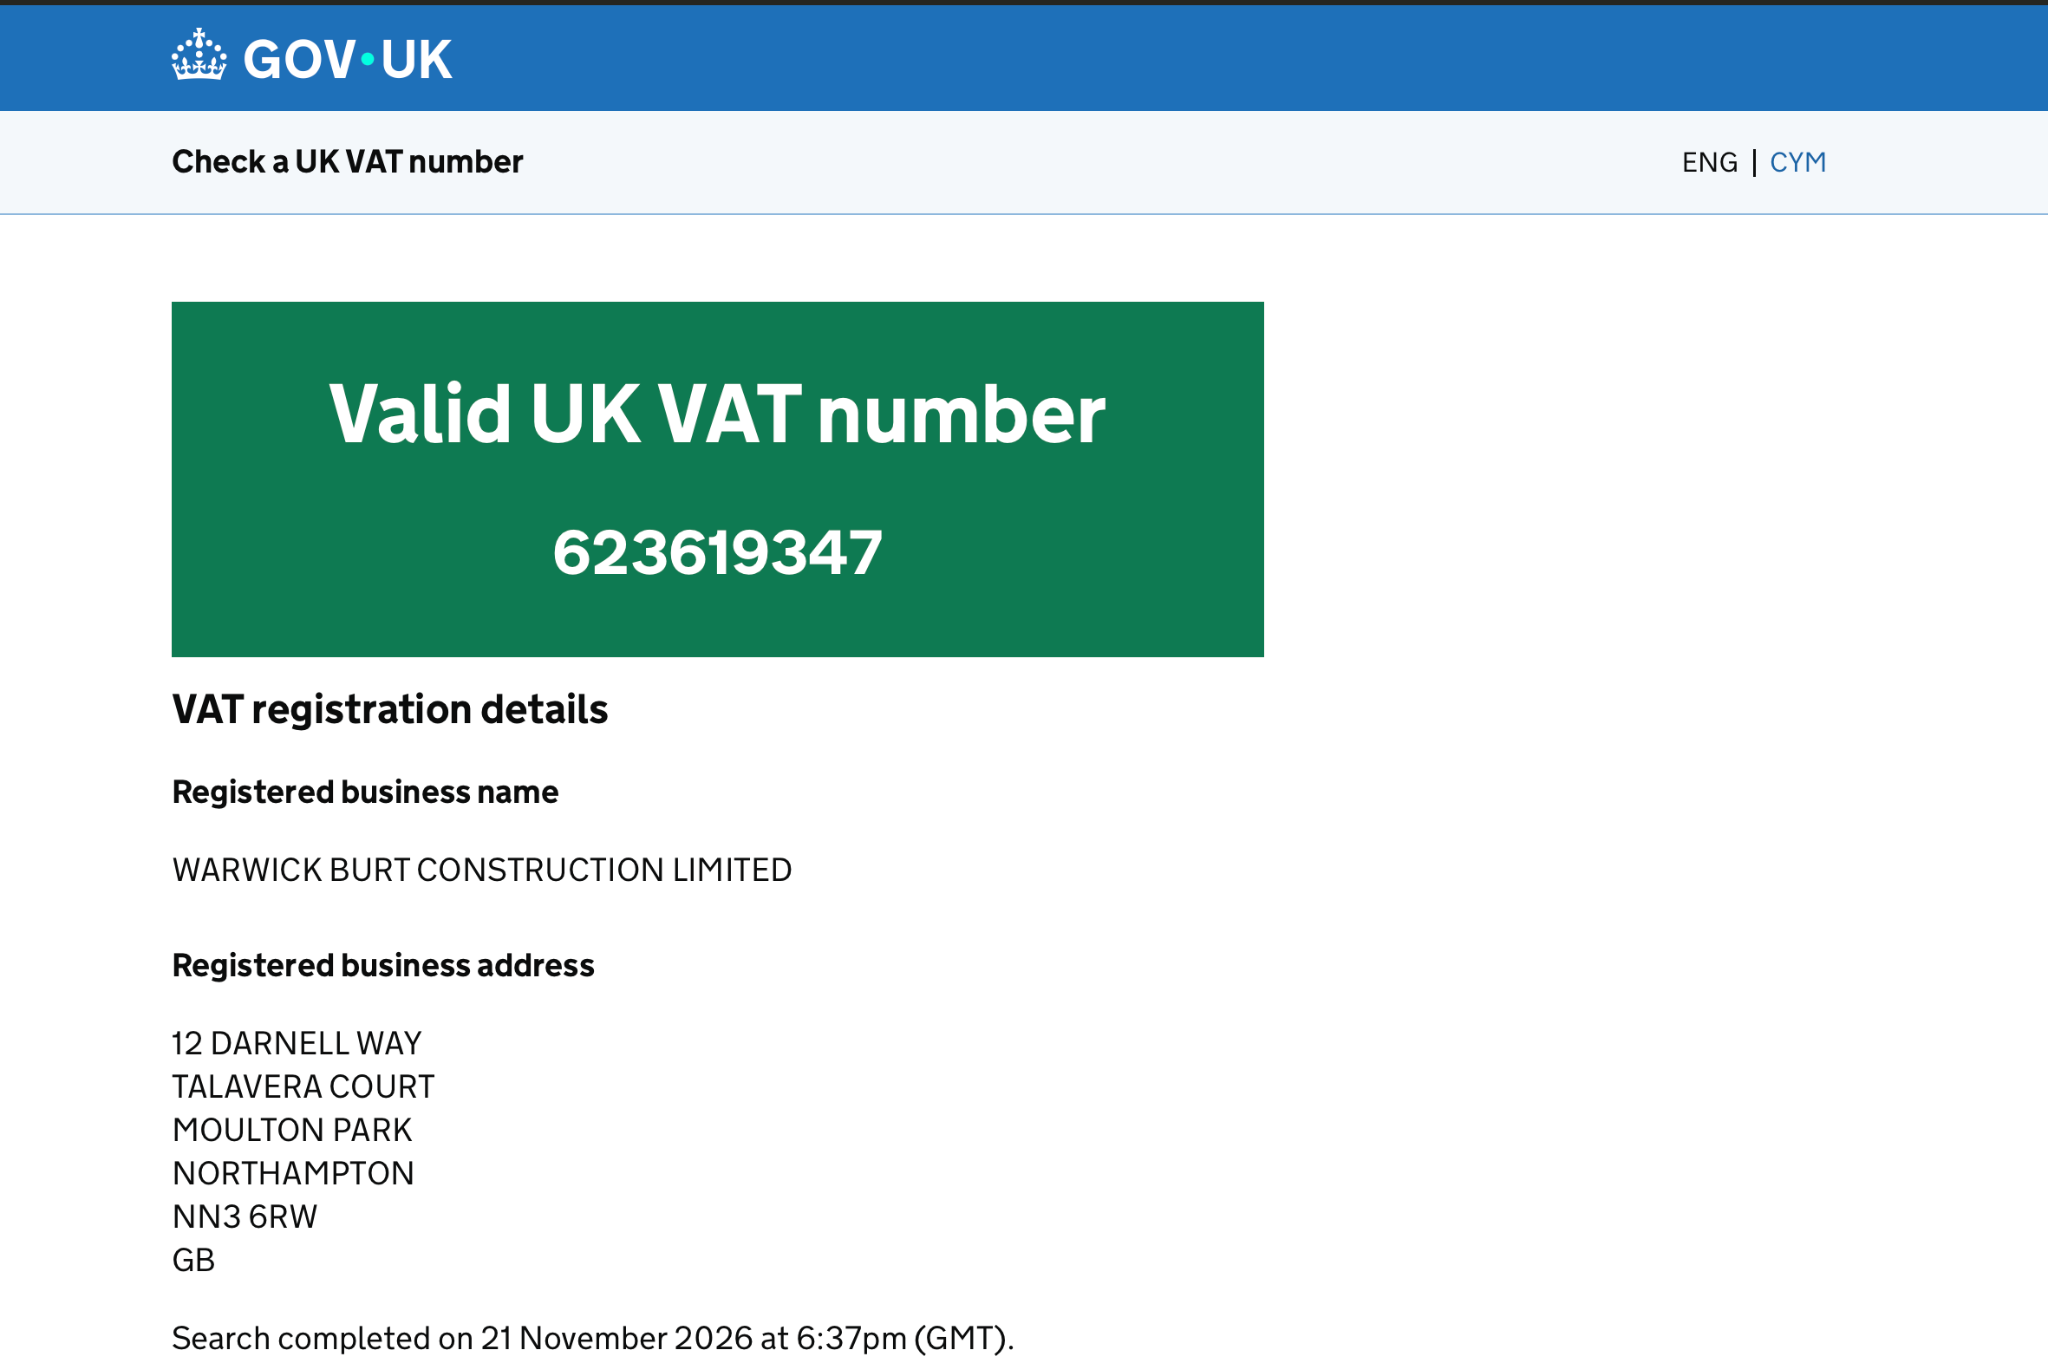 GOV·UK
Check a UK VAT number
ENG | CYM
Valid UK VAT number
623619347
VAT registration details
Registered business name
WARWICK BURT CONSTRUCTION LIMITED
Registered business address
12 DARNELL WAY
TALAVERA COURT
MOULTON PARK
NORTHAMPTON
NN3 6RW
GB
Search completed on 21 November 2026 at 6:37pm (GMT).